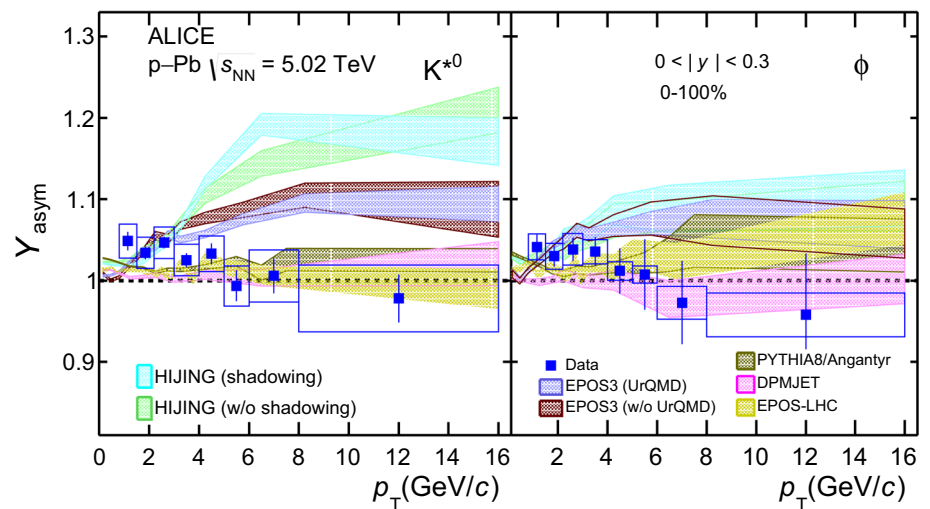 ALICE
p–Pb √sNN = 5.02 TeV
K*0
0 < | y | < 0.3
ϕ
0-100%
1.3
1.2
1.1
1
0.9
Yasym
HIJING (shadowing)
HIJING (w/o shadowing)
Data
EPOS3 (UrQMD)
EPOS3 (w/o UrQMD)
PYTHIA8/Angantyr
DPMJET
EPOS-LHC
0 2 4 6 8 10 12 14 16
2 4 6 8 10 12 14 16
pT(GeV/c)
pT(GeV/c)